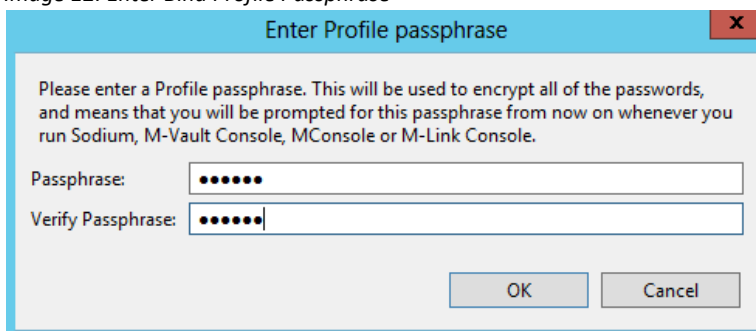 Image 22: Enter Bind Profile Passphrase
Enter Profile passphrase
x
Please enter a Profile passphrase. This will be used to encrypt all of the passwords,
and means that you will be prompted for this passphrase from now on whenever you
run Sodium, M-Vault Console, MConsole or M-Link Console.
Passphrase: ●●●●●●
Verify Passphrase: ●●●●●●
OK Cancel